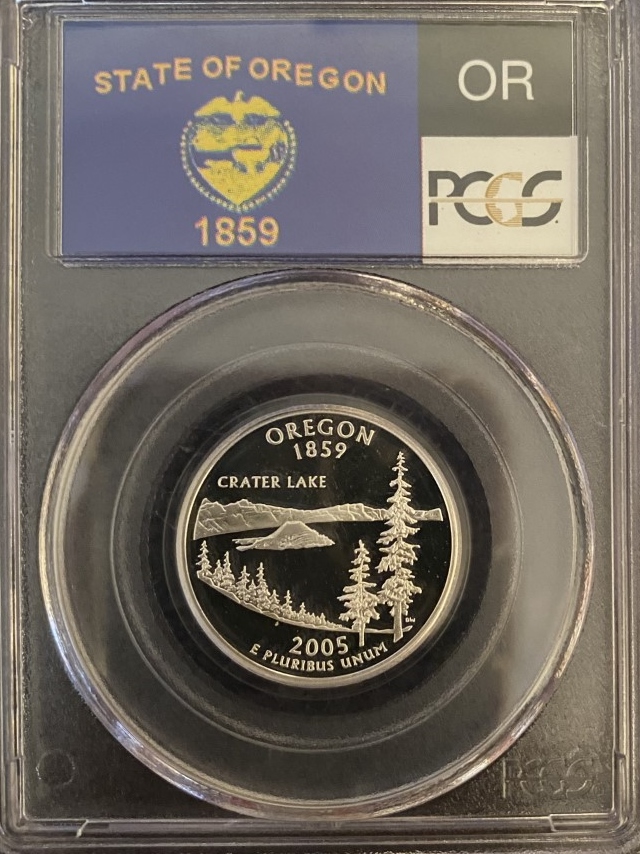 STATE OF OREGON
OR
1859
PCGS
OREGON
1859
CRATER LAKE
2005
E PLURIBUS UNUM
PCGS